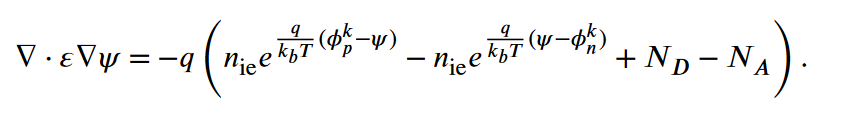 ∇ · ε∇ψ = −q ( n_ie e^{q/(k_b T) (ϕ_p^k−ψ)} − n_ie e^{q/(k_b T) (ψ−ϕ_n^k)} + N_D − N_A ) .